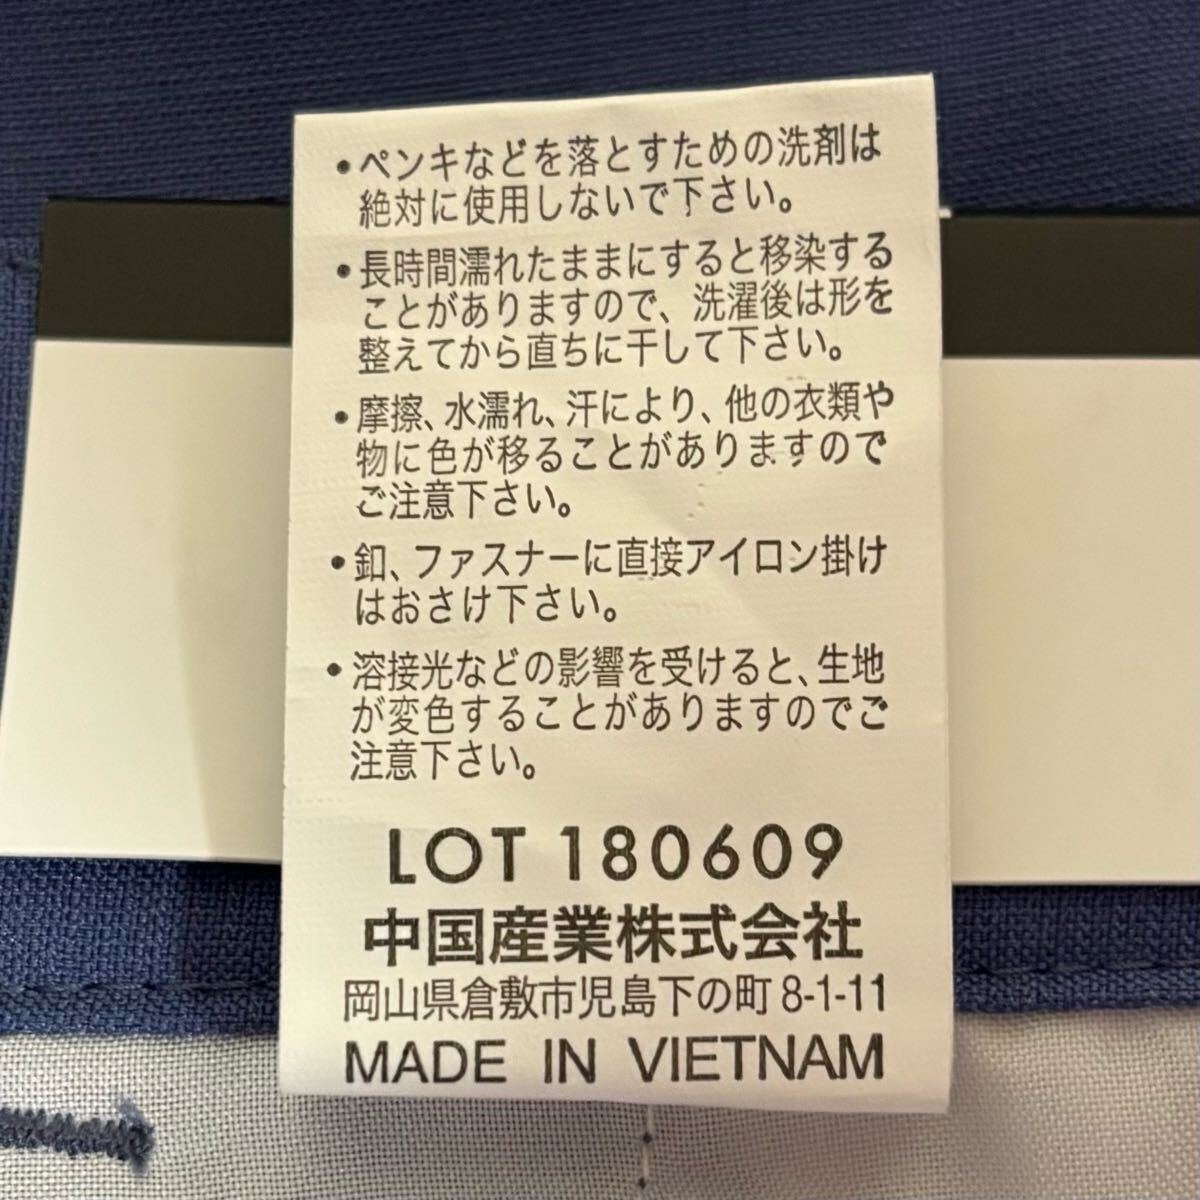 •ペンキなどを落とすための洗剤は
絶対に使用しないで下さい。
•長時間濡れたままにすると移染する
ことがありますので、洗濯後は形を
整えてから直ちに干して下さい。
•摩擦、水濡れ、汗により、他の衣類や
物に色が移ることがありますので
ご注意下さい。
•釦、ファスナーに直接アイロン掛け
はおさけ下さい。
•溶接光などの影響を受けると、生地
が変色することがありますのでご
注意下さい。
LOT 180609
中国産業株式会社
岡山県倉敷市児島下の町 8-1-11
MADE IN VIETNAM